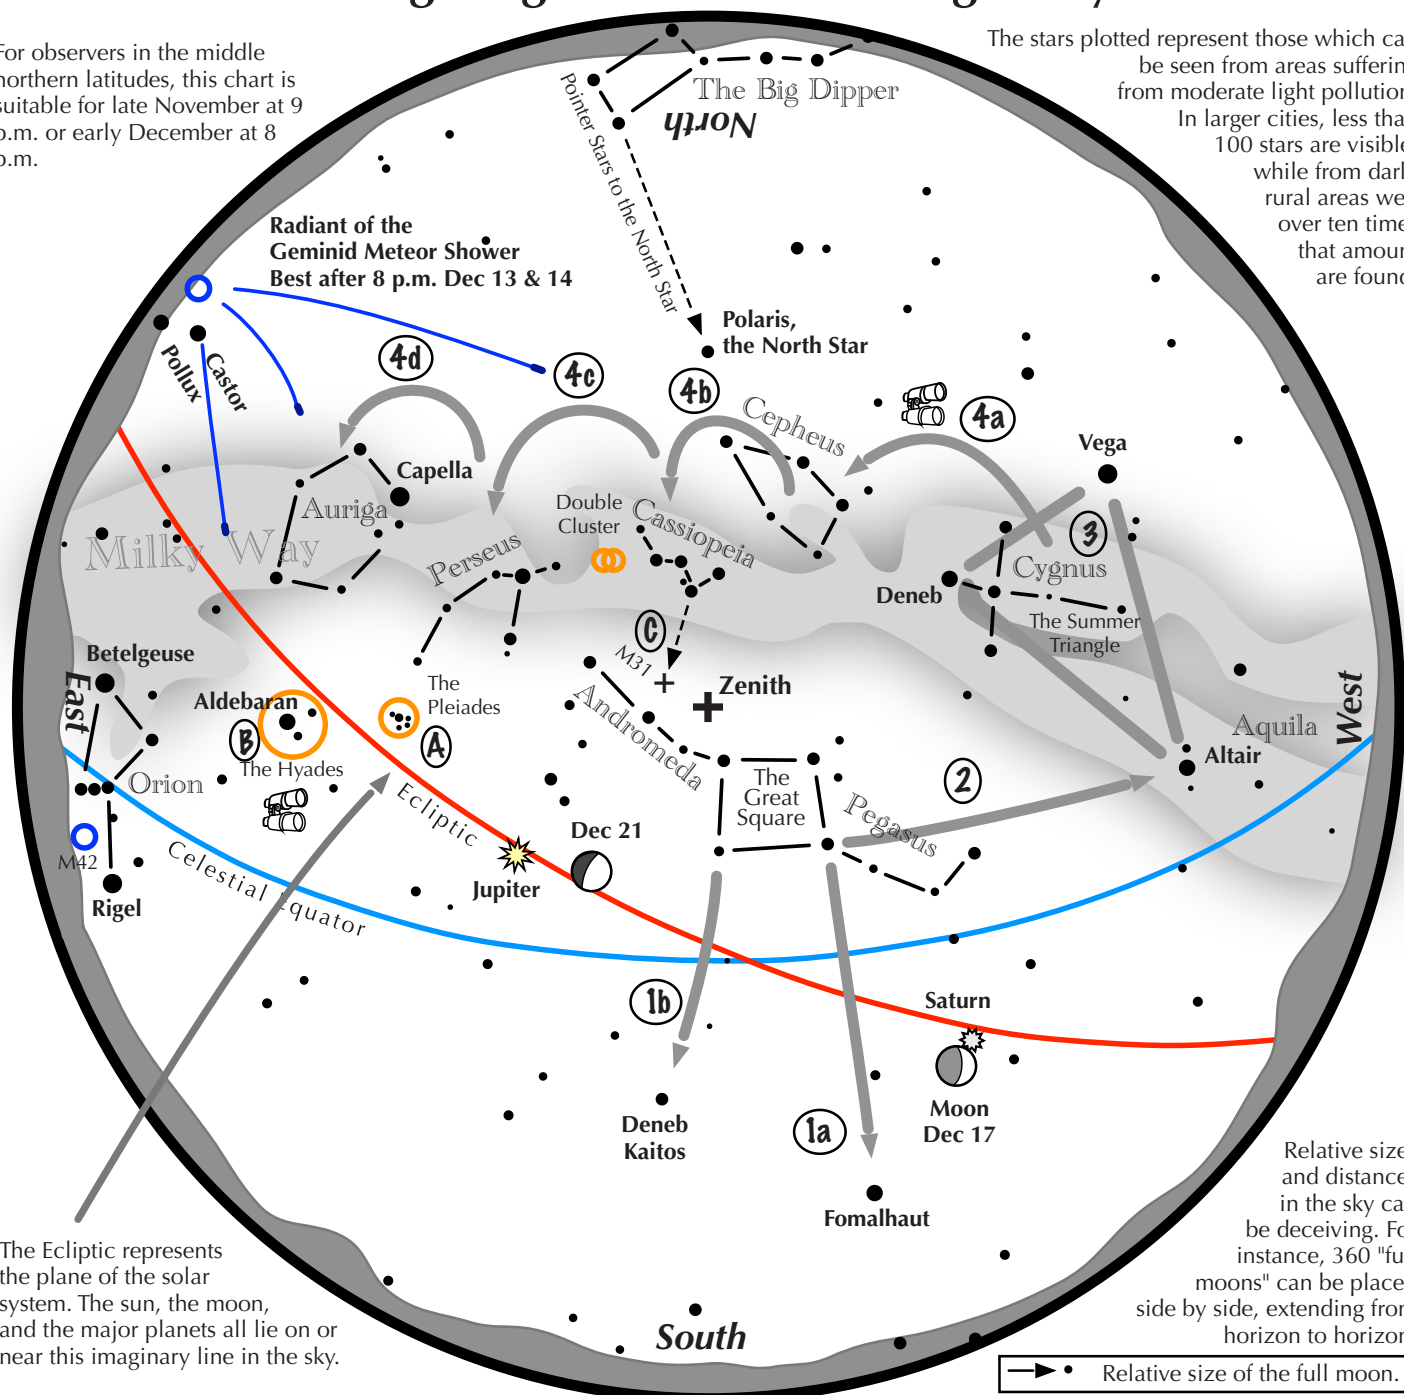 For observers in the middle
northern latitudes, this chart is
suitable for late November at 9
p.m. or early December at 8
p.m.
The stars plotted represent those which ca
be seen from areas sufferin
from moderate light pollution
In larger cities, less tha
100 stars are visible
while from dark
rural areas we
over ten time
that amoun
are found
The Big Dipper
North
Pointer Stars to the North Star
Radiant of the
Geminid Meteor Shower
Best after 8 p.m. Dec 13 & 14
Polaris,
the North Star
Pollux
Castor
4d
4c
4b
4a
Cepheus
Vega
Capella
Auriga
Double
Cluster
Cassiopeia
3
Milky Way
Perseus
Cygnus
Deneb
The Summer
Triangle
C
M31
Betelgeuse
East
Aldebaran
The
Pleiades
Zenith
West
B
A
The Hyades
Andromeda
Aquila
Altair
Orion
The
Great
Square
2
Pegasus
Ecliptic
M42
Dec 21
Jupiter
Celestial Equator
Rigel
1b
Saturn
Deneb
Kaitos
1a
Moon
Dec 17
Fomalhaut
The Ecliptic represents
the plane of the solar
system. The sun, the moon,
and the major planets all lie on or
near this imaginary line in the sky.
Relative size
and distance
in the sky ca
be deceiving. Fo
instance, 360 "fu
moons" can be place
side by side, extending from
horizon to horizon
South
Relative size of the full moon.